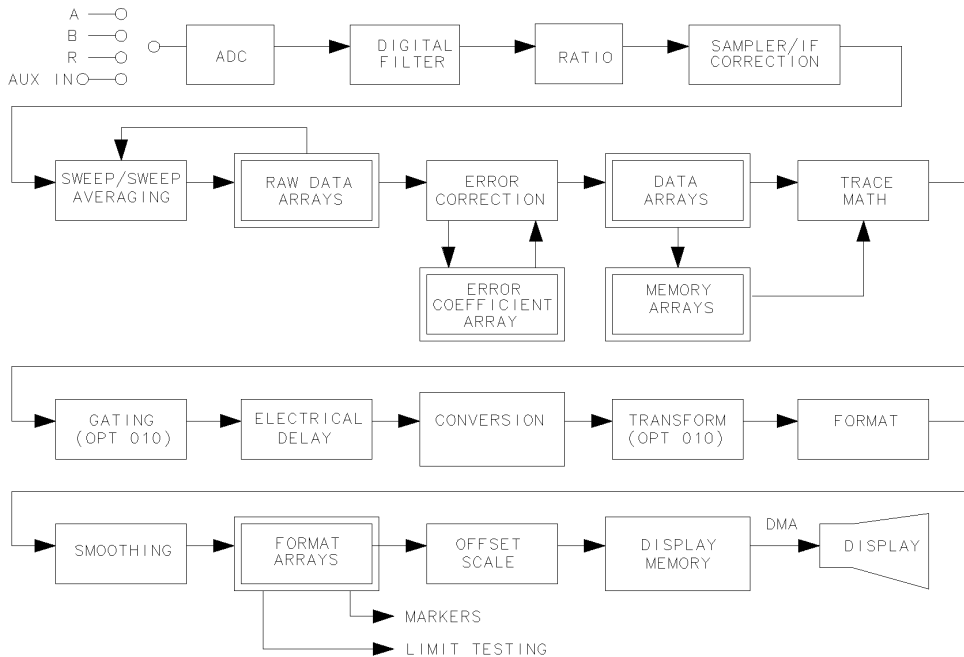 A
B
R
AUX IN
ADC
DIGITAL
FILTER
RATIO
SAMPLER/IF
CORRECTION
SWEEP/SWEEP
AVERAGING
RAW DATA
ARRAYS
ERROR
CORRECTION
DATA
ARRAYS
TRACE
MATH
ERROR
COEFFICIENT
ARRAY
MEMORY
ARRAYS
GATING
(OPT 010)
ELECTRICAL
DELAY
CONVERSION
TRANSFORM
(OPT 010)
FORMAT
SMOOTHING
FORMAT
ARRAYS
OFFSET
SCALE
DISPLAY
MEMORY
DMA
DISPLAY
MARKERS
LIMIT TESTING